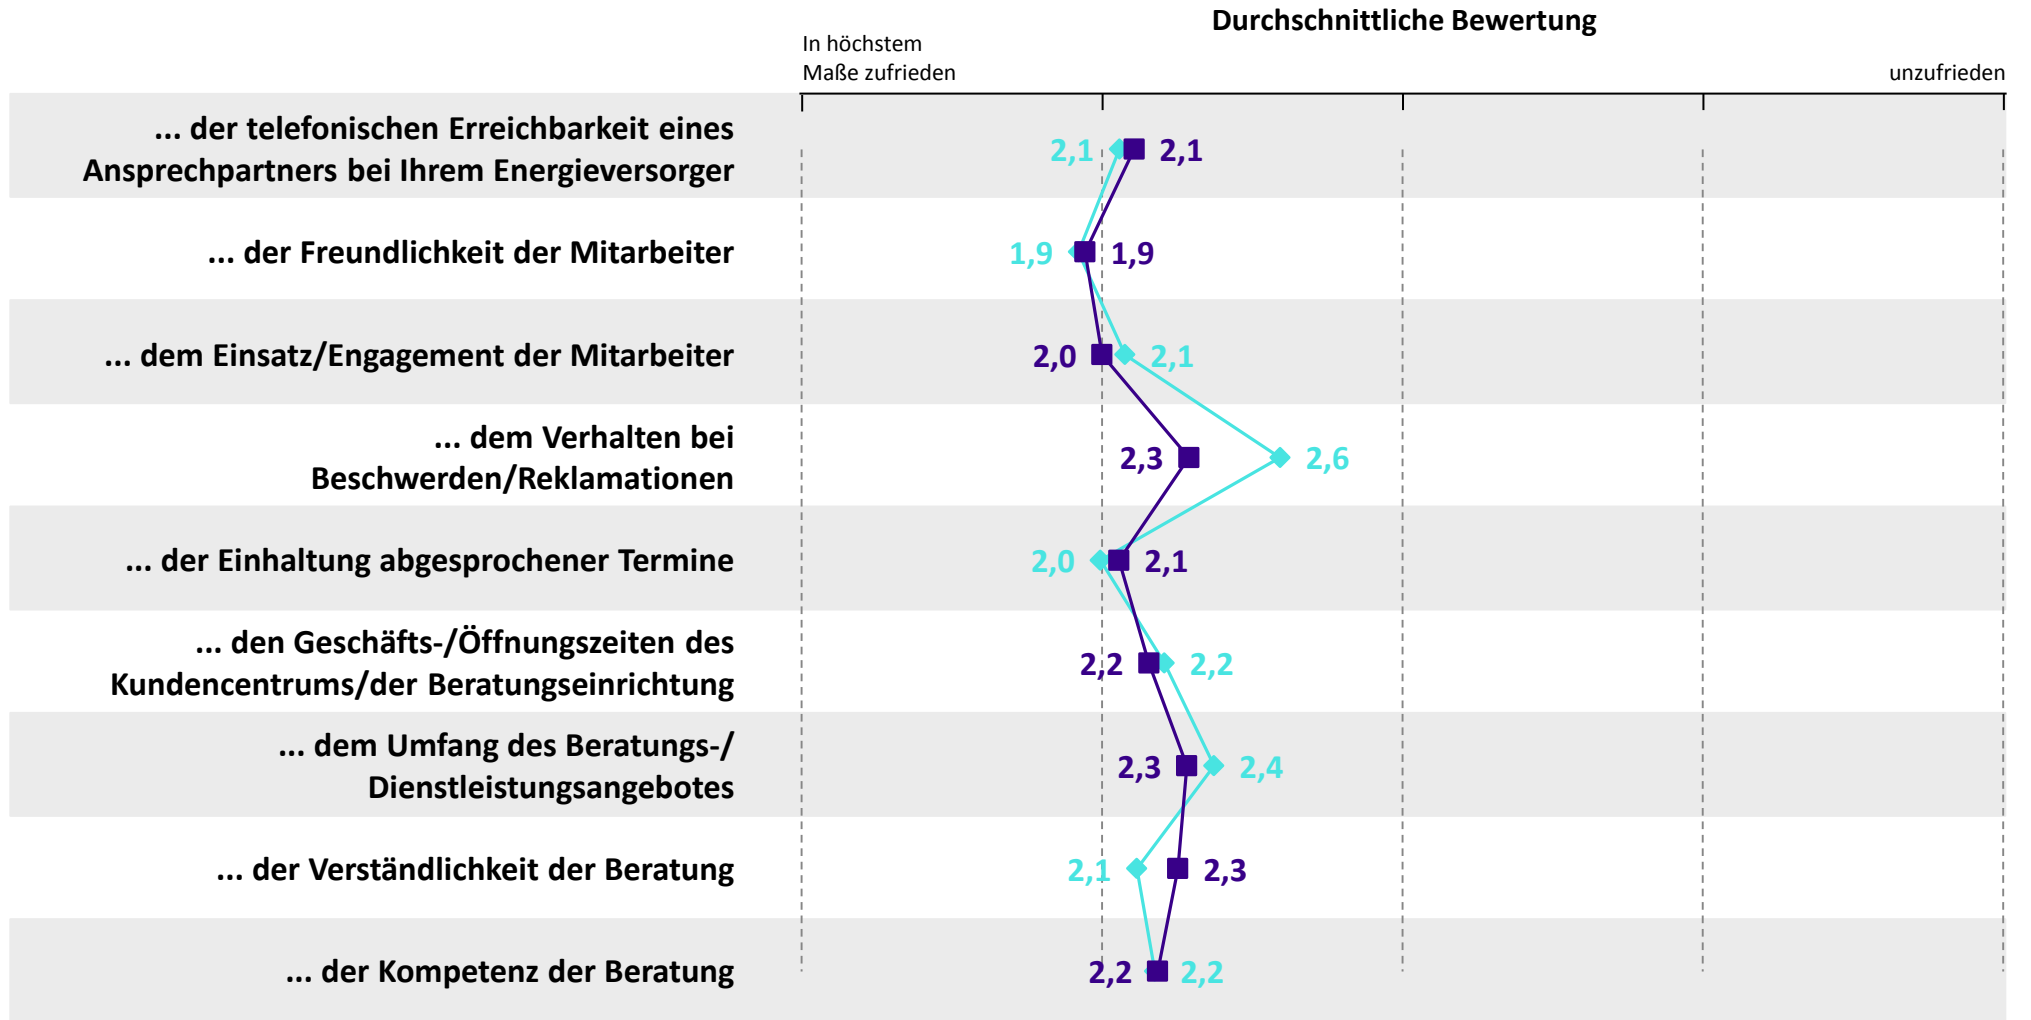 Durchschnittliche Bewertung
In höchstem
Maße zufrieden
unzufrieden
... der telefonischen Erreichbarkeit eines
Ansprechpartners bei Ihrem Energieversorger
2,1 2,1
... der Freundlichkeit der Mitarbeiter
1,9 1,9
... dem Einsatz/Engagement der Mitarbeiter
2,0 2,1
... dem Verhalten bei
Beschwerden/Reklamationen
2,3 2,6
... der Einhaltung abgesprochener Termine
2,0 2,1
... den Geschäfts-/Öffnungszeiten des
Kundencentrums/der Beratungseinrichtung
2,2 2,2
... dem Umfang des Beratungs-/
Dienstleistungsangebotes
2,3 2,4
... der Verständlichkeit der Beratung
2,1 2,3
... der Kompetenz der Beratung
2,2 2,2